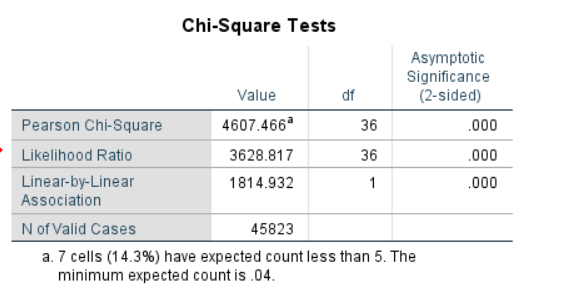 Chi-Square Tests
Asymptotic
Significance
Value df (2-sided)
Pearson Chi-Square 4607.466a 36 .000
Likelihood Ratio 3628.817 36 .000
Linear-by-Linear 1814.932 1 .000
Association
N of Valid Cases 45823
a. 7 cells (14.3%) have expected count less than 5. The
minimum expected count is .04.